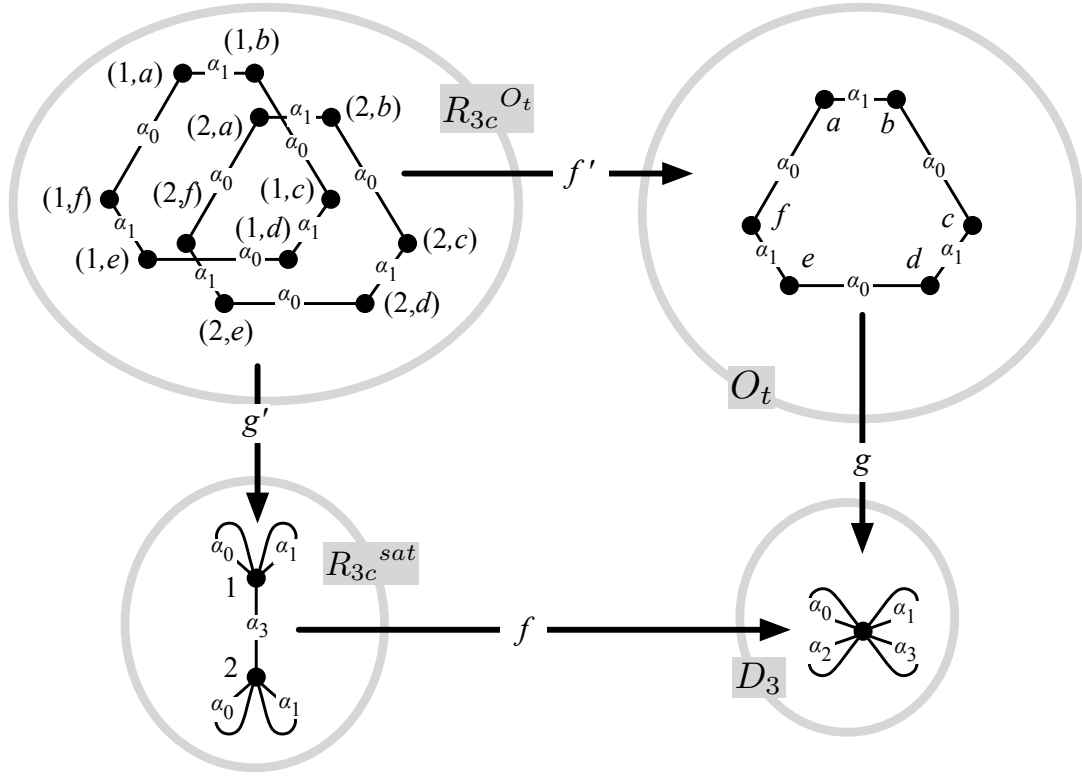 (1,b)
(1,a) α1
(2,a) α1 (2,b)
R3c^Ot
α0 α0
α0 α0
(1,f) (2,f) (1,c)
α1 (1,d) α1
(1,e) α0 (2,c)
α1 α1
α0
(2,e) (2,d)
f'
α1
a b
α0 α0
f c
α1 α1
e d
α0
Ot
g'
g
α0 α1
1
R3c^sat
α3
2
α0 α1
f
α0 α1
α2 α3
D3